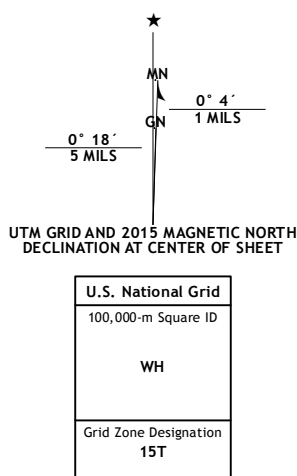 ★
MN
0° 4´
1 MILS
GN
0° 18´
5 MILS
UTM GRID AND 2015 MAGNETIC NORTH
DECLINATION AT CENTER OF SHEET
U.S. National Grid
100,000-m Square ID
WH
Grid Zone Designation
15T